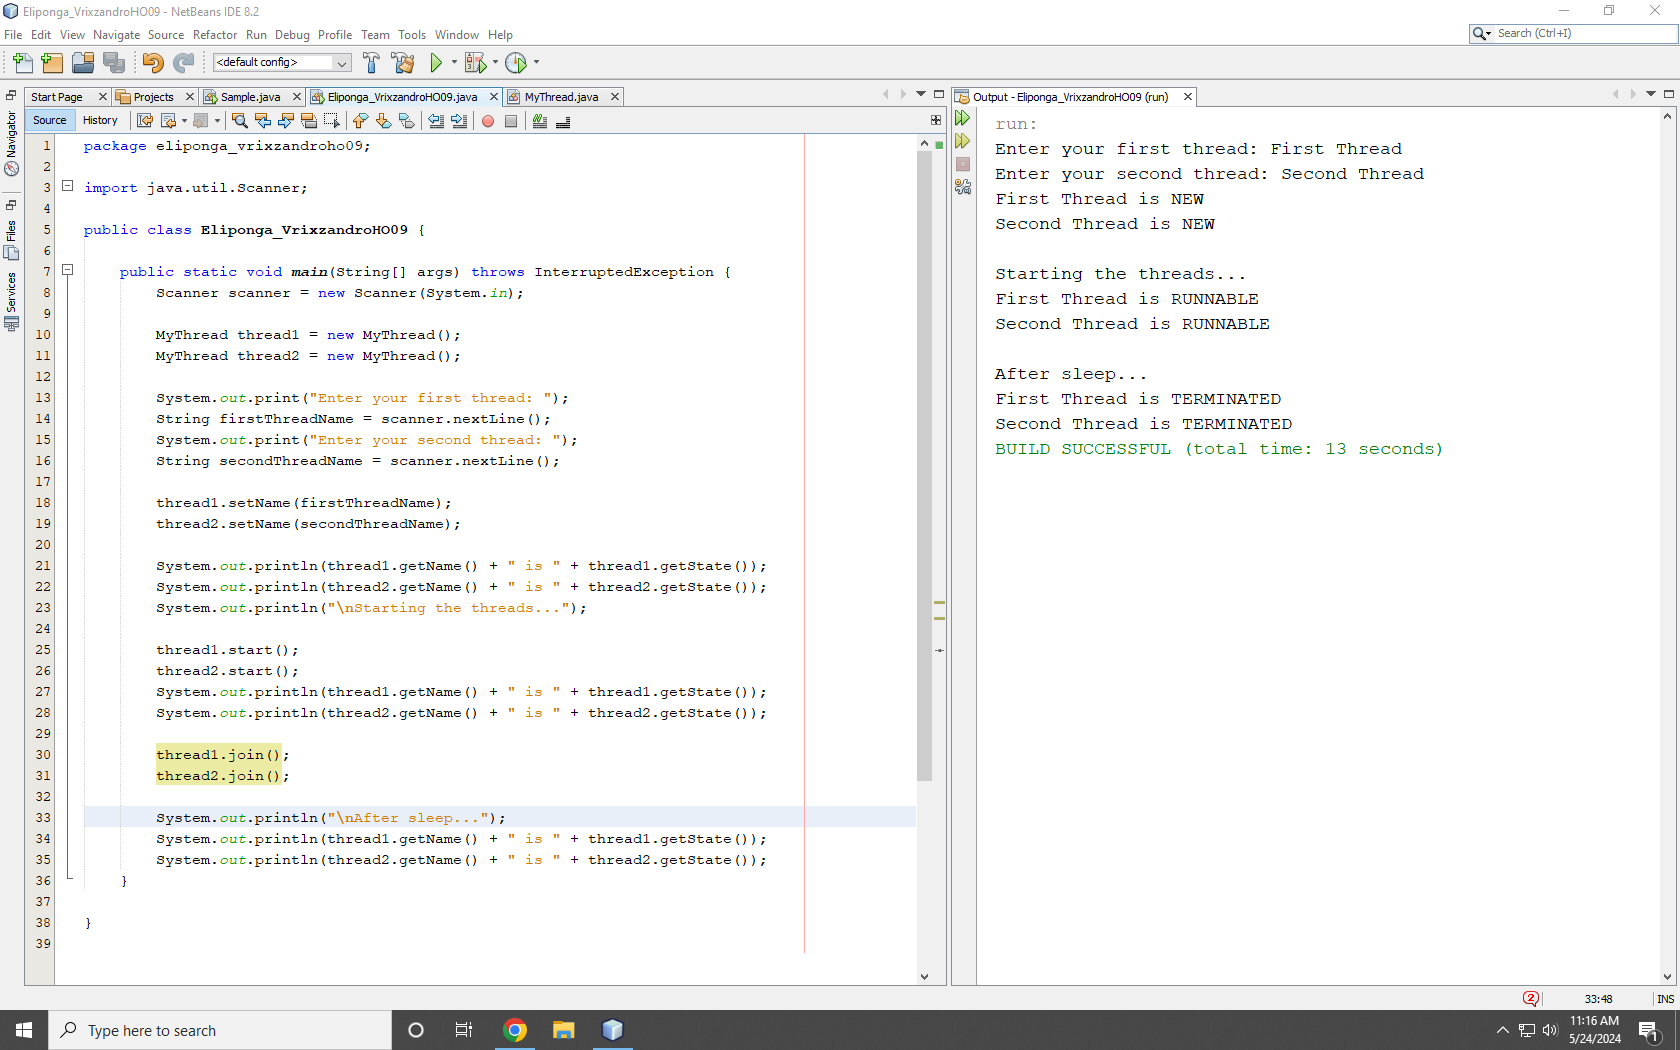 Eliponga_VrixzandroHO09 - NetBeans IDE 8.2
File Edit View Navigate Source Refactor Run Debug Profile Team Tools Window Help
Search (Ctrl+I)
<default config>
Start Page Projects Sample.java Eliponga_VrixzandroHO09.java MyThread.java
Source History
Navigator
Files
Services
1 package eliponga_vrixzandroho09;
2
3 import java.util.Scanner;
4
5 public class Eliponga_VrixzandroHO09 {
6
7 public static void main(String[] args) throws InterruptedException {
8 Scanner scanner = new Scanner(System.in);
9
10 MyThread thread1 = new MyThread();
11 MyThread thread2 = new MyThread();
12
13 System.out.print("Enter your first thread: ");
14 String firstThreadName = scanner.nextLine();
15 System.out.print("Enter your second thread: ");
16 String secondThreadName = scanner.nextLine();
17
18 thread1.setName(firstThreadName);
19 thread2.setName(secondThreadName);
20
21 System.out.println(thread1.getName() + " is " + thread1.getState());
22 System.out.println(thread2.getName() + " is " + thread2.getState());
23 System.out.println("\nStarting the threads...");
24
25 thread1.start();
26 thread2.start();
27 System.out.println(thread1.getName() + " is " + thread1.getState());
28 System.out.println(thread2.getName() + " is " + thread2.getState());
29
30 thread1.join();
31 thread2.join();
32
33 System.out.println("\nAfter sleep...");
34 System.out.println(thread1.getName() + " is " + thread1.getState());
35 System.out.println(thread2.getName() + " is " + thread2.getState());
36 }
37
38 }
39
Output - Eliponga_VrixzandroHO09 (run)
run:
Enter your first thread: First Thread
Enter your second thread: Second Thread
First Thread is NEW
Second Thread is NEW
Starting the threads...
First Thread is RUNNABLE
Second Thread is RUNNABLE
After sleep...
First Thread is TERMINATED
Second Thread is TERMINATED
BUILD SUCCESSFUL (total time: 13 seconds)
2 33:48 INS
Type here to search
11:16 AM
5/24/2024
1